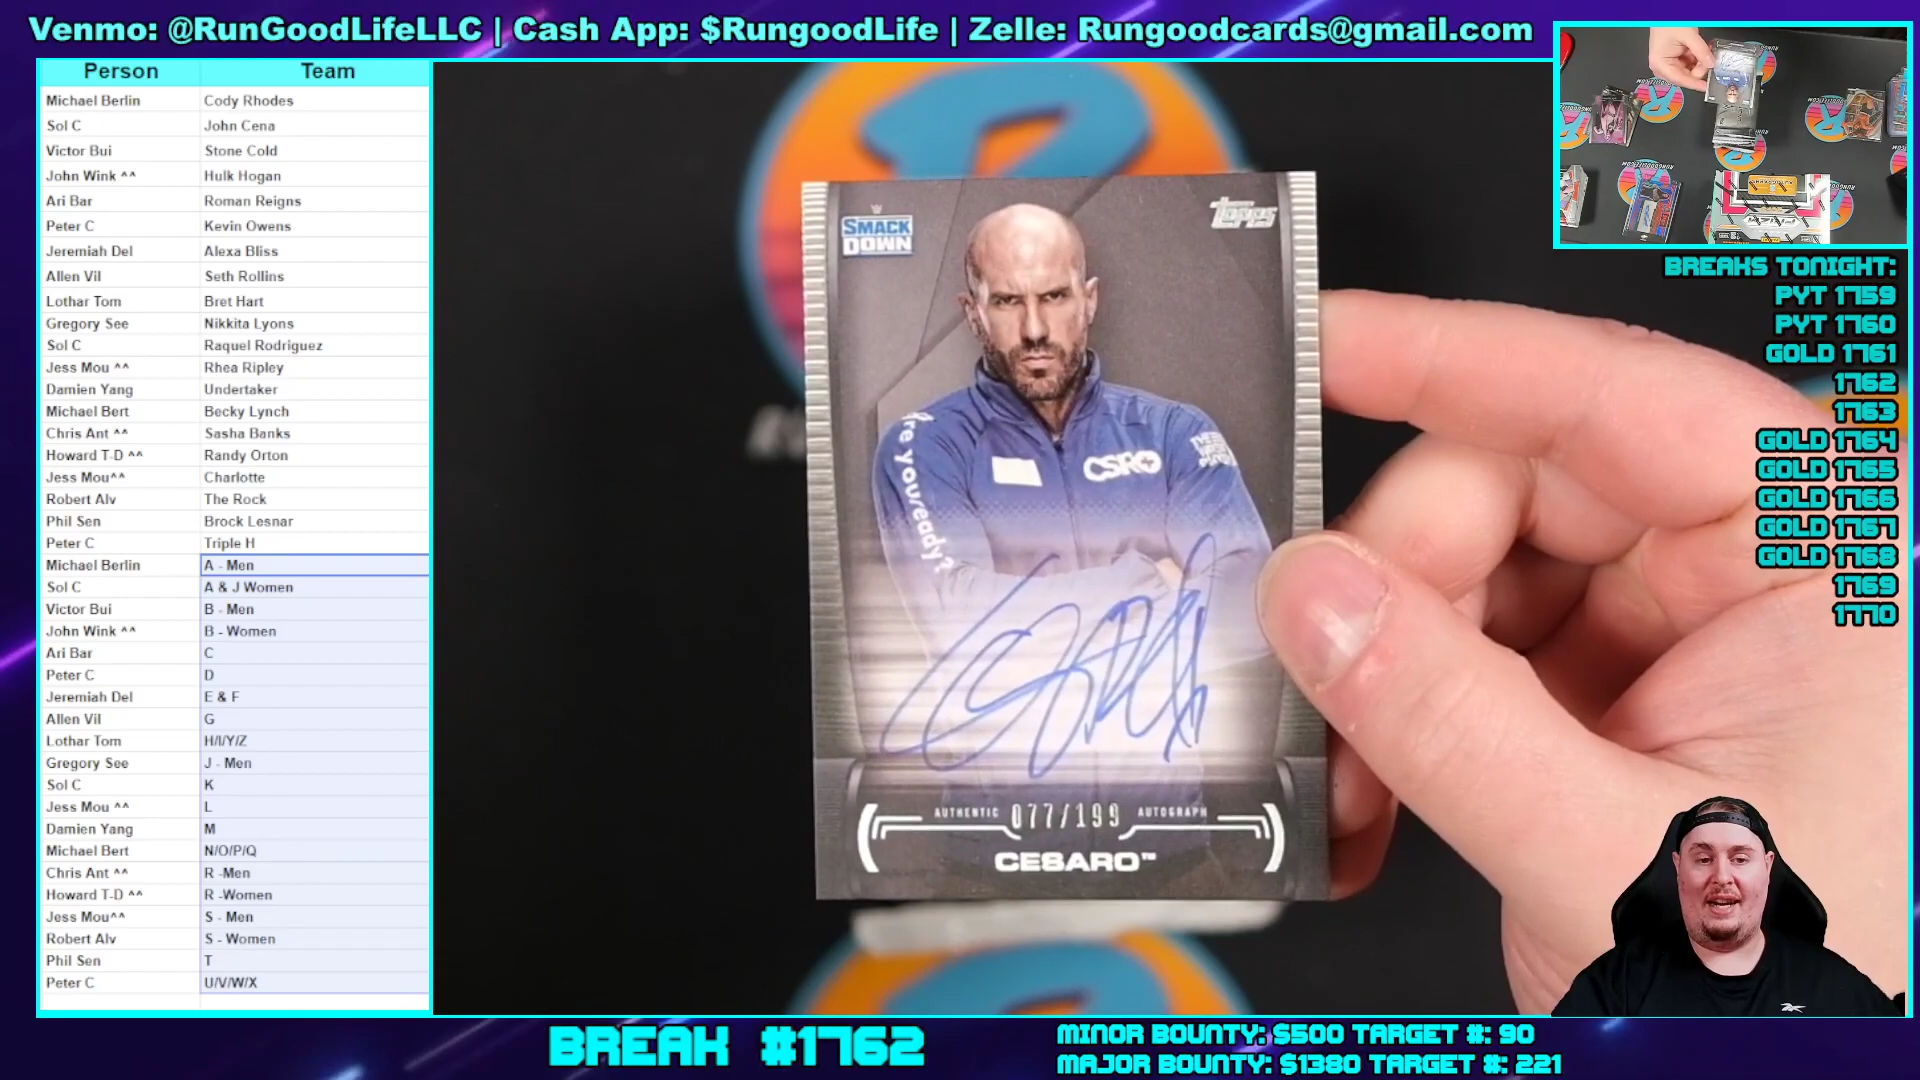 Venmo: @RunGoodLifeLLC | Cash App: $RungoodLife | Zelle: Rungoodcards@gmail.com
Person Team
Michael Berlin Cody Rhodes
Sol C John Cena
Victor Bui Stone Cold
John Wink ^^ Hulk Hogan
Ari Bar Roman Reigns
Peter C Kevin Owens
Jeremiah Del Alexa Bliss
Allen Vil Seth Rollins
Lothar Tom Bret Hart
Gregory See Nikkita Lyons
Sol C Raquel Rodriguez
Jess Mou ^^ Rhea Ripley
Damien Yang Undertaker
Michael Bert Becky Lynch
Chris Ant ^^ Sasha Banks
Howard T-D ^^ Randy Orton
Jess Mou^^ Charlotte
Robert Alv The Rock
Phil Sen Brock Lesnar
Peter C Triple H
Michael Berlin A - Men
Sol C A & J Women
Victor Bui B - Men
John Wink ^^ B - Women
Ari Bar C
Peter C D
Jeremiah Del E & F
Allen Vil G
Lothar Tom H/I/Y/Z
Gregory See J - Men
Sol C K
Jess Mou ^^ L
Damien Yang M
Michael Bert N/O/P/Q
Chris Ant ^^ R -Men
Howard T-D ^^ R -Women
Jess Mou^^ S - Men
Robert Alv S - Women
Phil Sen T
Peter C U/V/W/X
SMACK
DOWN
Topps
Are you ready?
CSRO
AUTHENTIC 077/199 AUTOGRAPH
CESARO™
BREAKS TONIGHT:
PYT 1759
PYT 1760
GOLD 1761
1762
1763
GOLD 1764
GOLD 1765
GOLD 1766
GOLD 1767
GOLD 1768
1769
1770
BREAK #1762
MINOR BOUNTY: $500 TARGET #: 90
MAJOR BOUNTY: $1380 TARGET #: 221